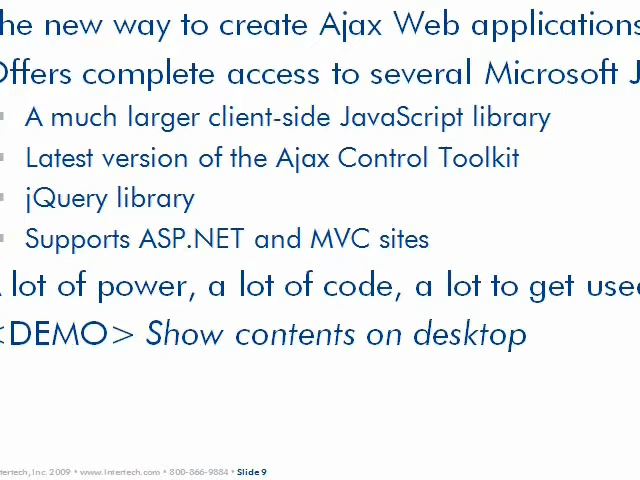 he new way to create Ajax Web applications
Offers complete access to several Microsoft J
A much larger client-side JavaScript library
Latest version of the Ajax Control Toolkit
jQuery library
Supports ASP.NET and MVC sites
lot of power, a lot of code, a lot to get used
<DEMO> Show contents on desktop
tertech, Inc. 2009 • www.Intertech.com • 800-866-9884 • Slide 9